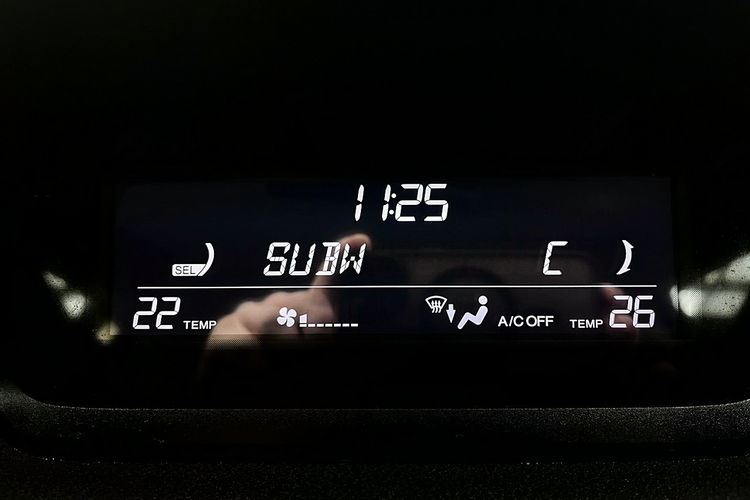 11:25
SEL SUBW C
22 TEMP A/C OFF TEMP 26